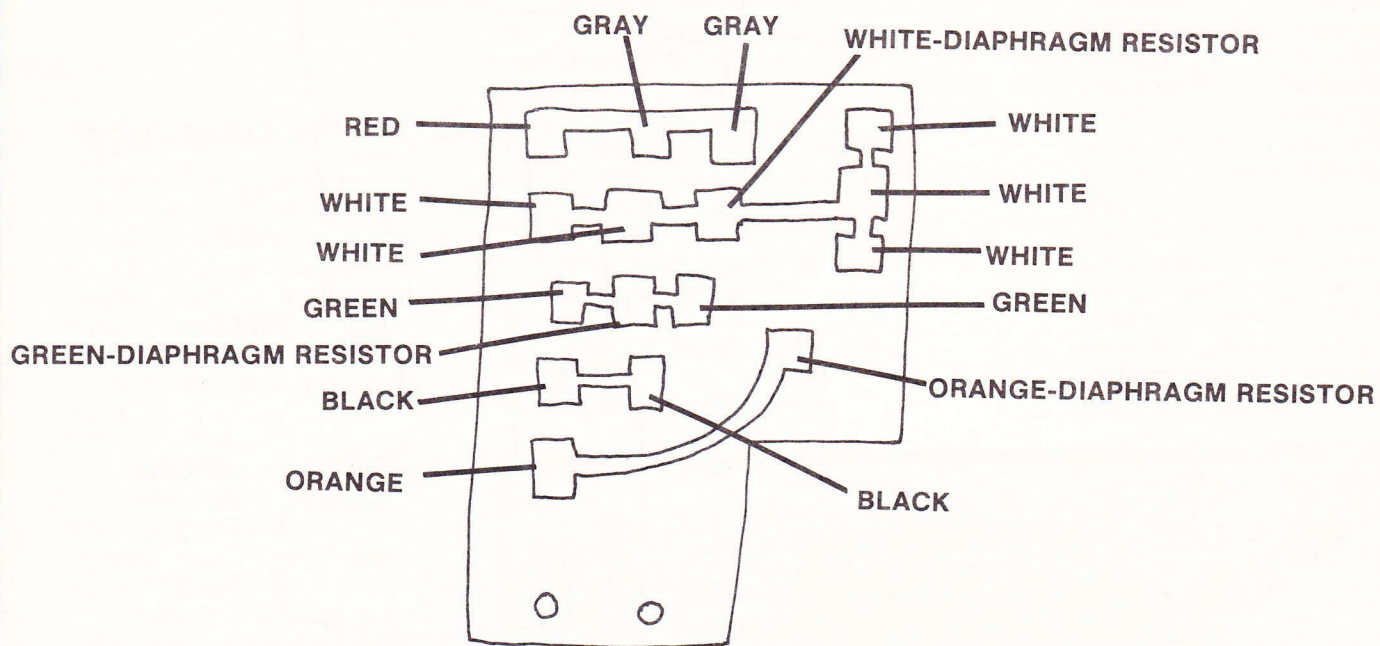 GRAY
GRAY
WHITE-DIAPHRAGM RESISTOR
RED
WHITE
WHITE
WHITE
WHITE
WHITE
GREEN
GREEN
GREEN-DIAPHRAGM RESISTOR
BLACK
ORANGE-DIAPHRAGM RESISTOR
ORANGE
BLACK